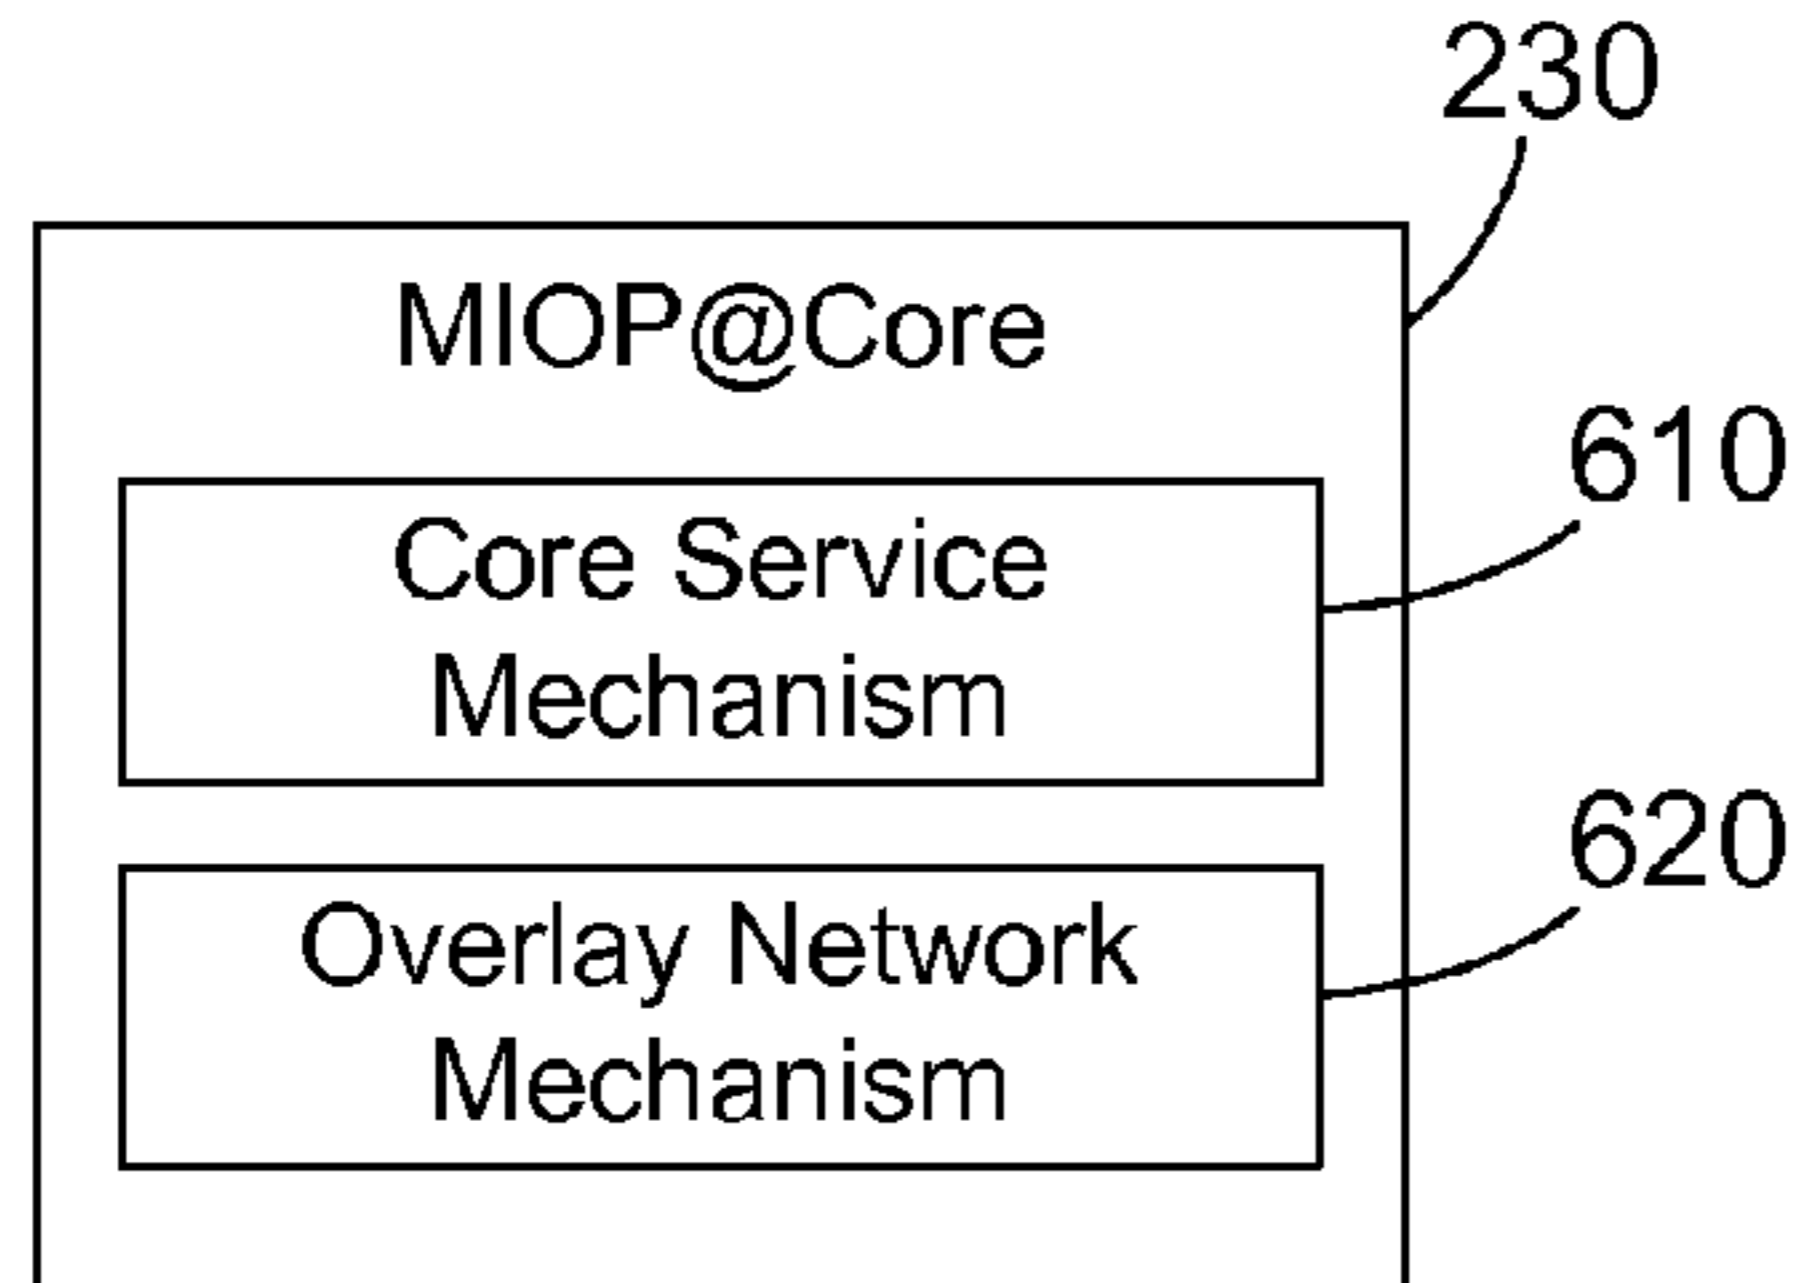 230
MIOP@Core
610
Core Service
Mechanism
620
Overlay Network
Mechanism